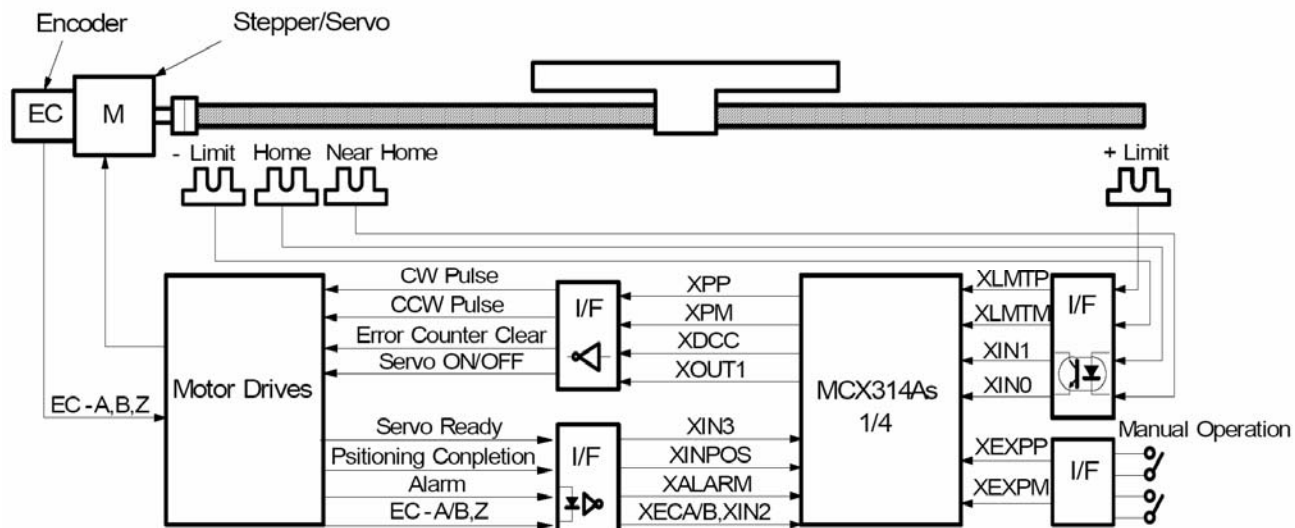 Encoder
Stepper/Servo
EC
M
- Limit
Home
Near Home
+ Limit
CW Pulse
CCW Pulse
Error Counter Clear
Servo ON/OFF
I/F
XPP
XPM
XDCC
XOUT1
XLMTP
XLMTM
XIN1
XIN0
I/F
Motor Drives
MCX314As
1/4
EC-A,B,Z
Servo Ready
Psitioning Conpletion
Alarm
EC-A/B,Z
I/F
XIN3
XINPOS
XALARM
XECA/B,XIN2
XEXPP
XEXPM
I/F
Manual Operation